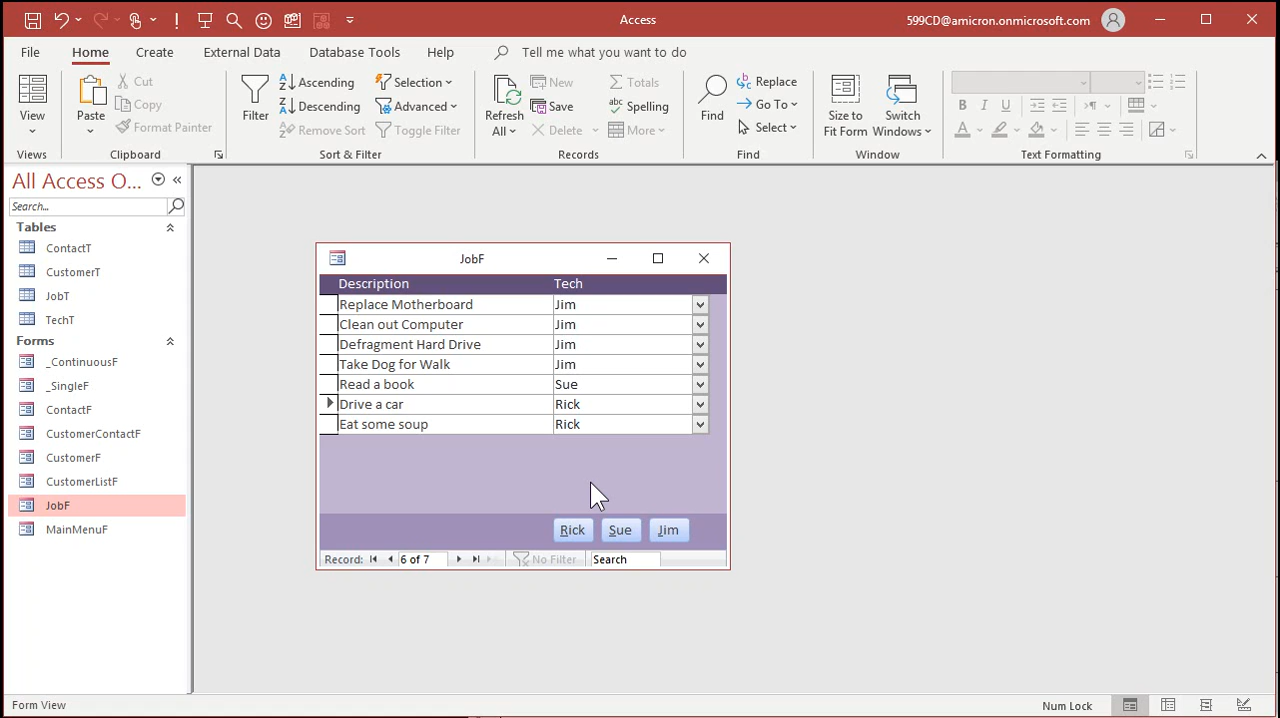 Access
599CD@amicron.onmicrosoft.com
File Home Create External Data Database Tools Help Tell me what you want to do
View
Views
Paste
Cut
Copy
Format Painter
Clipboard
Filter
Ascending
Descending
Remove Sort
Selection
Advanced
Toggle Filter
Sort & Filter
Refresh All
New
Save
Delete
Totals
Spelling
More
Records
Find
Replace
Go To
Select
Find
Size to Fit Form
Switch Windows
Window
B I U
A
Text Formatting
All Access O...
Search...
Tables
ContactT
CustomerT
JobT
TechT
Forms
_ContinuousF
_SingleF
ContactF
CustomerContactF
CustomerF
CustomerListF
JobF
MainMenuF
JobF
Description Tech
Replace Motherboard Jim
Clean out Computer Jim
Defragment Hard Drive Jim
Take Dog for Walk Jim
Read a book Sue
Drive a car Rick
Eat some soup Rick
Rick Sue Jim
Record: 6 of 7 No Filter Search
Form View
Num Lock